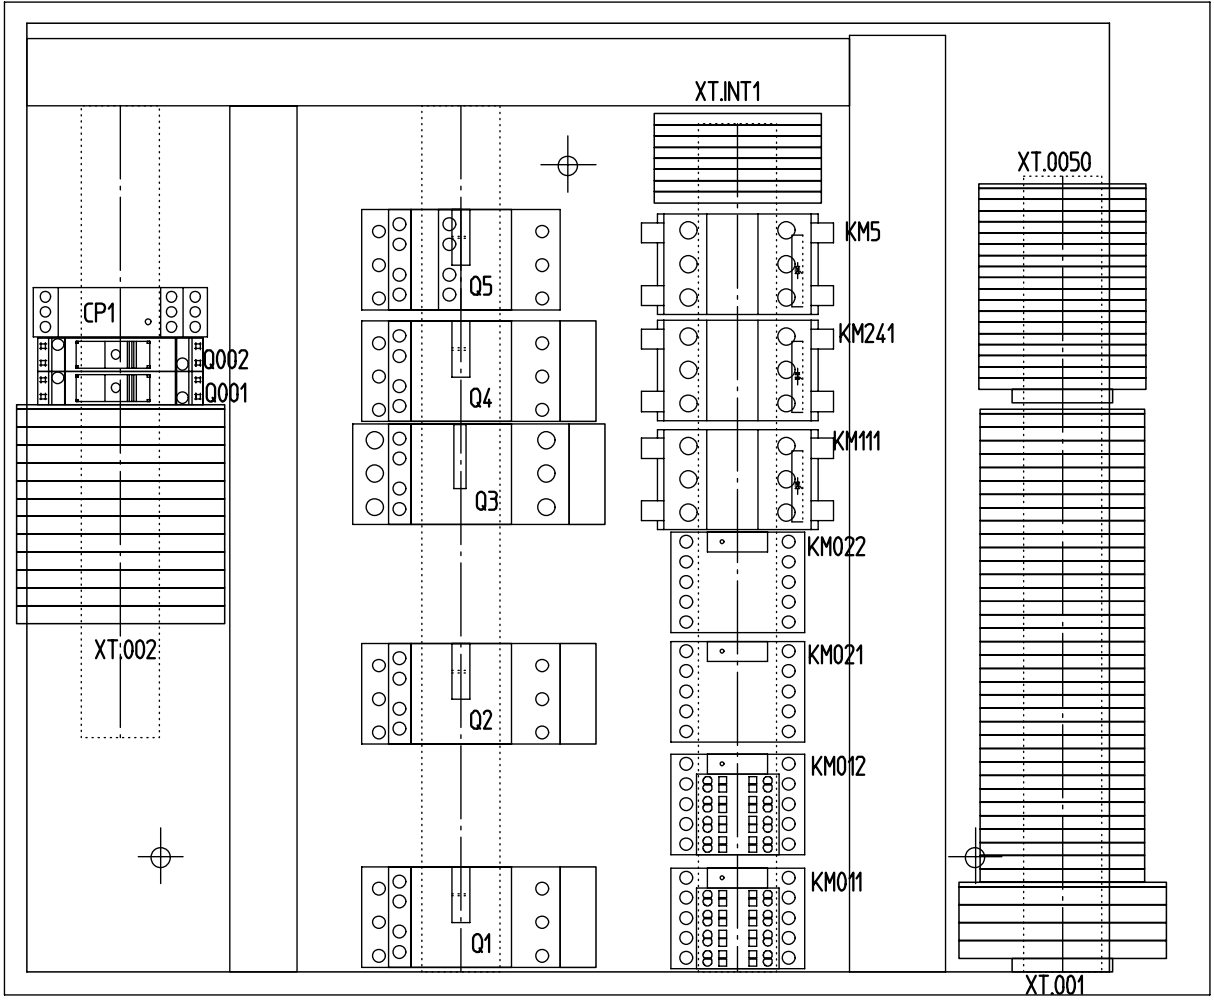 XT.INT1
XT.0050
KM5
Q5
CP1
KM241
Q002
Q001
Q4
KM111
Q3
KM022
XT.002
KM021
Q2
KM012
KM011
Q1
XT.001